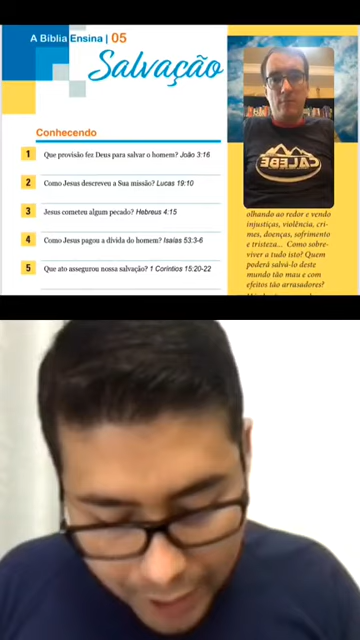 A Bíblia Ensina | 05
Salvação
Conhecendo
1 Que provisão fez Deus para salvar o homem? João 3:16
2 Como Jesus descreveu a Sua missão? Lucas 19:10
3 Jesus cometeu algum pecado? Hebreus 4:15
4 Como Jesus pagou a dívida do homem? Isaías 53:3-6
5 Que ato assegurou nossa salvação? 1 Coríntios 15:20-22
CALEBE
olhando ao redor e vendo
injustiças, violência, cri-
mes, doenças, sofrimento
e tristeza... Como sobre-
viver a tudo isto? Quem
poderá salvá-lo deste
mundo tão mau e com
efeitos tão arrasadores?